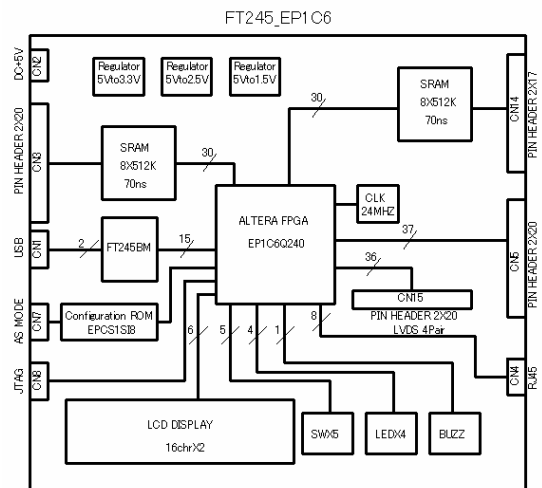 FT245_EP1C6
DC+5V
CN2
Regulator
5Vto3.3V
Regulator
5Vto2.5V
Regulator
5Vto1.5V
SRAM
8X512K
70ns
CN14
PIN HEADER 2X17
30
PIN HEADER 2X20
CN3
SRAM
8X512K
70ns
30
ALTERA FPGA
EP1C6Q240
CLK
24MHZ
USB
CN1
2
FT245BM
15
37
CN5
PIN HEADER 2X20
36
CN15
PIN HEADER 2X20
LVDS 4Pair
AS MODE
CN7
Configuration ROM
EPCS1SI8
6
5
4
1
8
JTAG
CN8
CN4
RJ45
LCD DISPLAY
16chrX2
SWX5
LEDX4
BUZZ